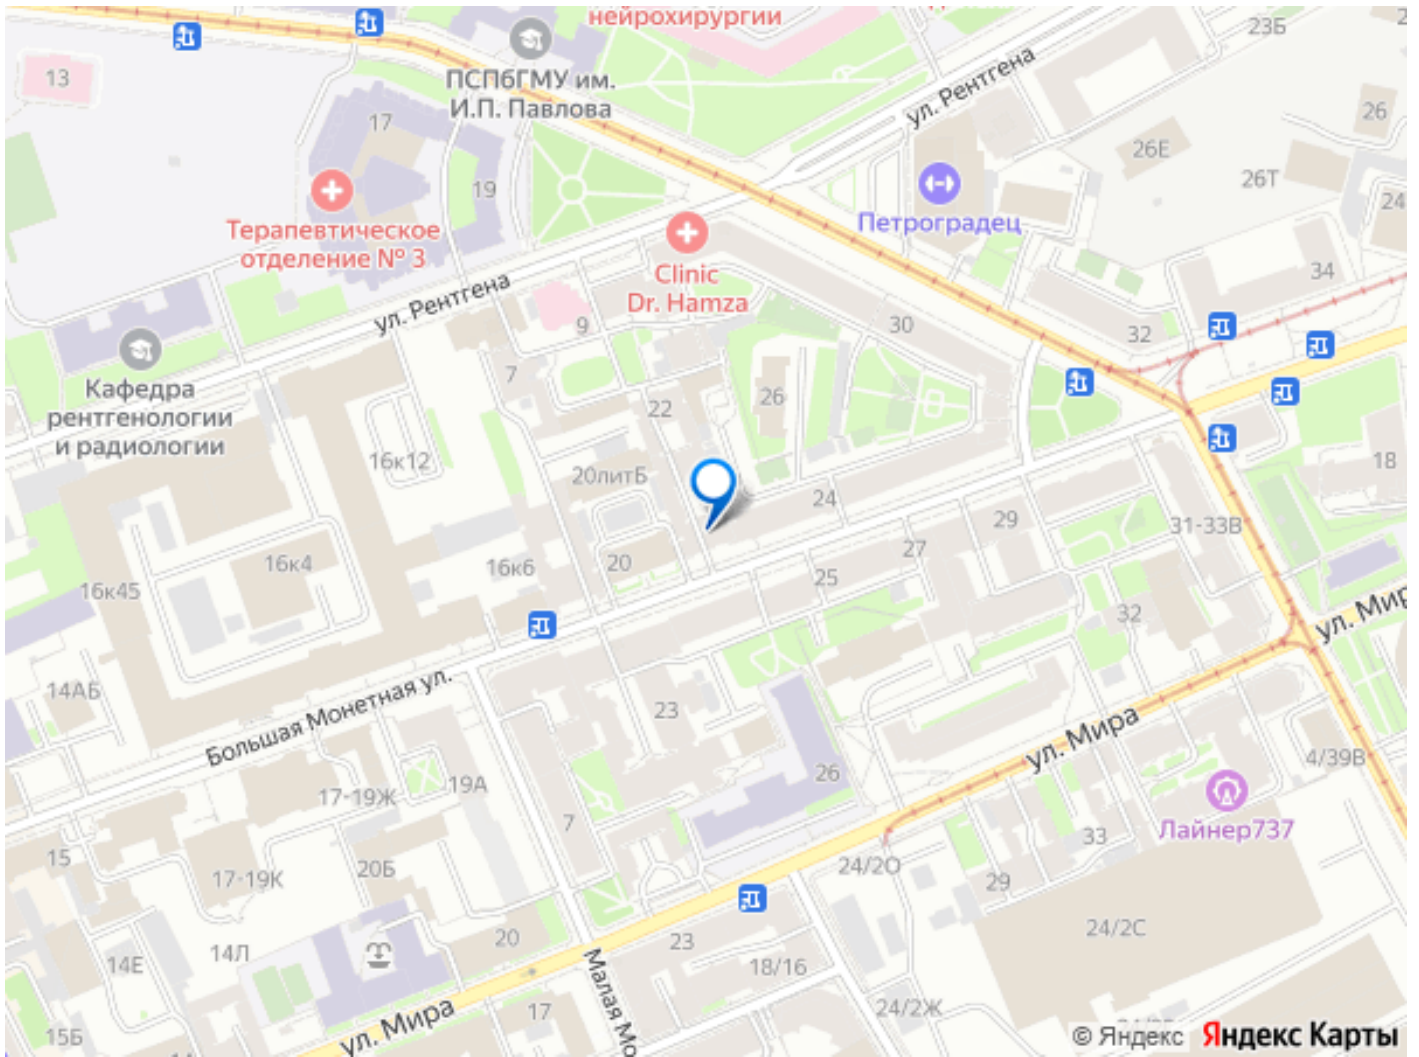 нейрохирургии
23Б
13
ПСПбГМУ им.
И.П. Павлова
ул. Рентгена
26
17
26Е
26Т
19
24
Петроградец
Терапевтическое
отделение № 3
Clinic
Dr. Hamza
34
ул. Рентгена
9
30
32
Кафедра
рентгенологии
и радиологии
7
26
22
16к12
18
20литБ
24
29
31-33В
27
16к45
16к4
16к6
20
25
32
ул. Мир
14АБ
Большая Монетная ул.
23
ул. Мира
4/39В
26
19А
17-19Ж
7
Лайнер737
33
15
17-19К
20Б
24/2О
29
24/2С
20
23
14Л
14Е
18/16
Малая Мо
17
24/2Ж
15Б
ул. Мира
© Яндекс
Яндекс Карты